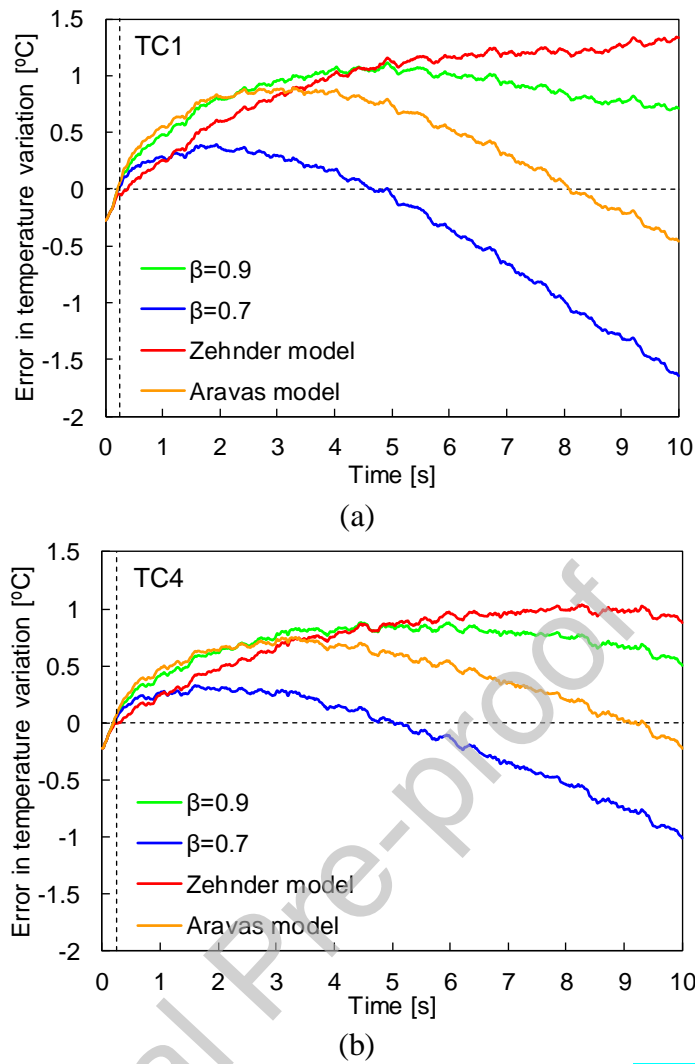 1.5
TC1
1
0.5
0
-0.5
-1
-1.5
-2
Error in temperature variation [ºC]
β=0.9
β=0.7
Zehnder model
Aravas model
0 1 2 3 4 5 6 7 8 9 10
Time [s]
(a)
1.5
TC4
1
0.5
0
-0.5
-1
-1.5
-2
Error in temperature variation [ºC]
β=0.9
β=0.7
Zehnder model
Aravas model
0 1 2 3 4 5 6 7 8 9 10
Time [s]
(b)
al Pre-proof